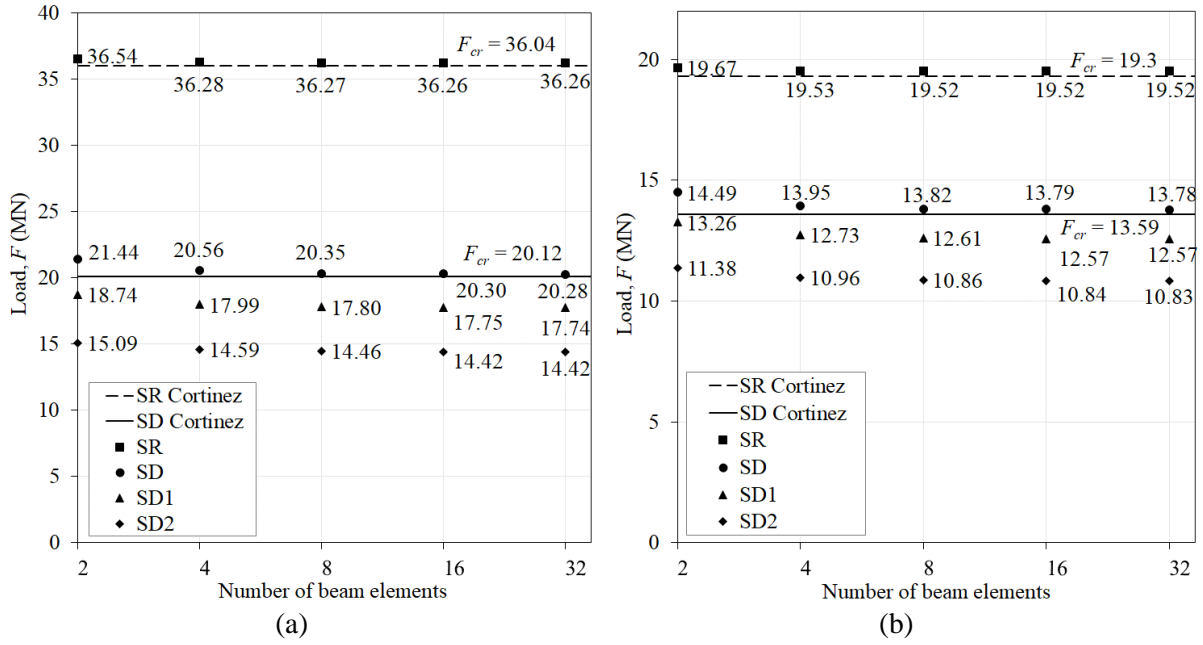 40
35
30
25
20
15
10
5
0
Load, F (MN)
36.54
36.28
36.27
36.26
36.26
Fcr = 36.04
21.44
20.56
20.35
20.30
20.28
Fcr = 20.12
18.74
17.99
17.80
17.75
17.74
15.09
14.59
14.46
14.42
14.42
SR Cortinez
SD Cortinez
SR
SD
SD1
SD2
2 4 8 16 32
Number of beam elements
(a)
20
15
10
5
0
Load, F (MN)
19.67
19.53
19.52
19.52
19.52
Fcr = 19.3
14.49
13.95
13.82
13.79
13.78
Fcr = 13.59
13.26
12.73
12.61
12.57
12.57
11.38
10.96
10.86
10.84
10.83
SR Cortinez
SD Cortinez
SR
SD
SD1
SD2
2 4 8 16 32
Number of beam elements
(b)